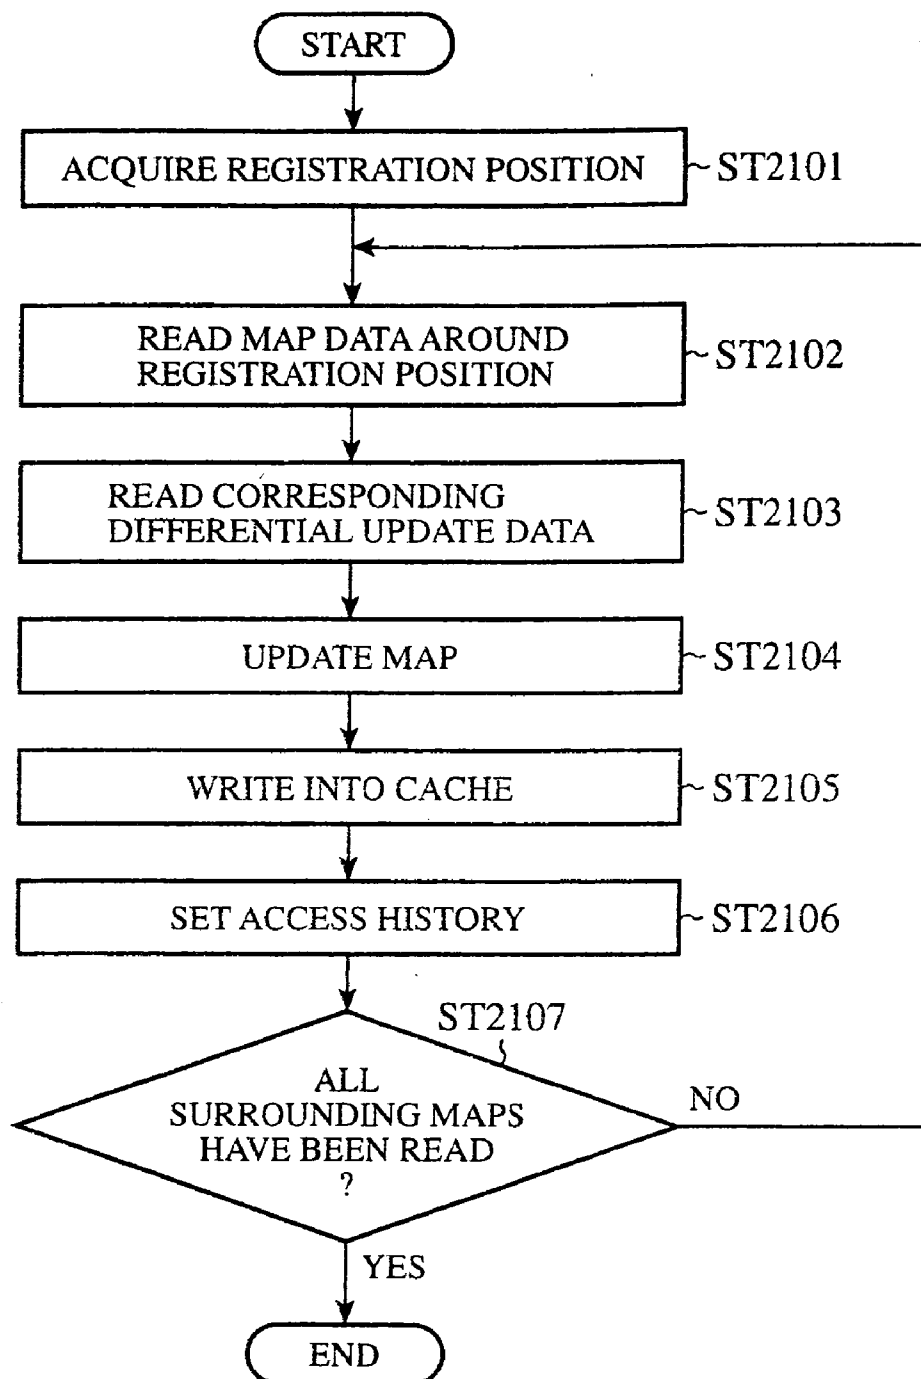 START
ACQUIRE REGISTRATION POSITION
ST2101
READ MAP DATA AROUND
REGISTRATION POSITION
ST2102
READ CORRESPONDING
DIFFERENTIAL UPDATE DATA
ST2103
UPDATE MAP
ST2104
WRITE INTO CACHE
ST2105
SET ACCESS HISTORY
ST2106
ST2107
ALL
SURROUNDING MAPS
HAVE BEEN READ
?
NO
YES
END